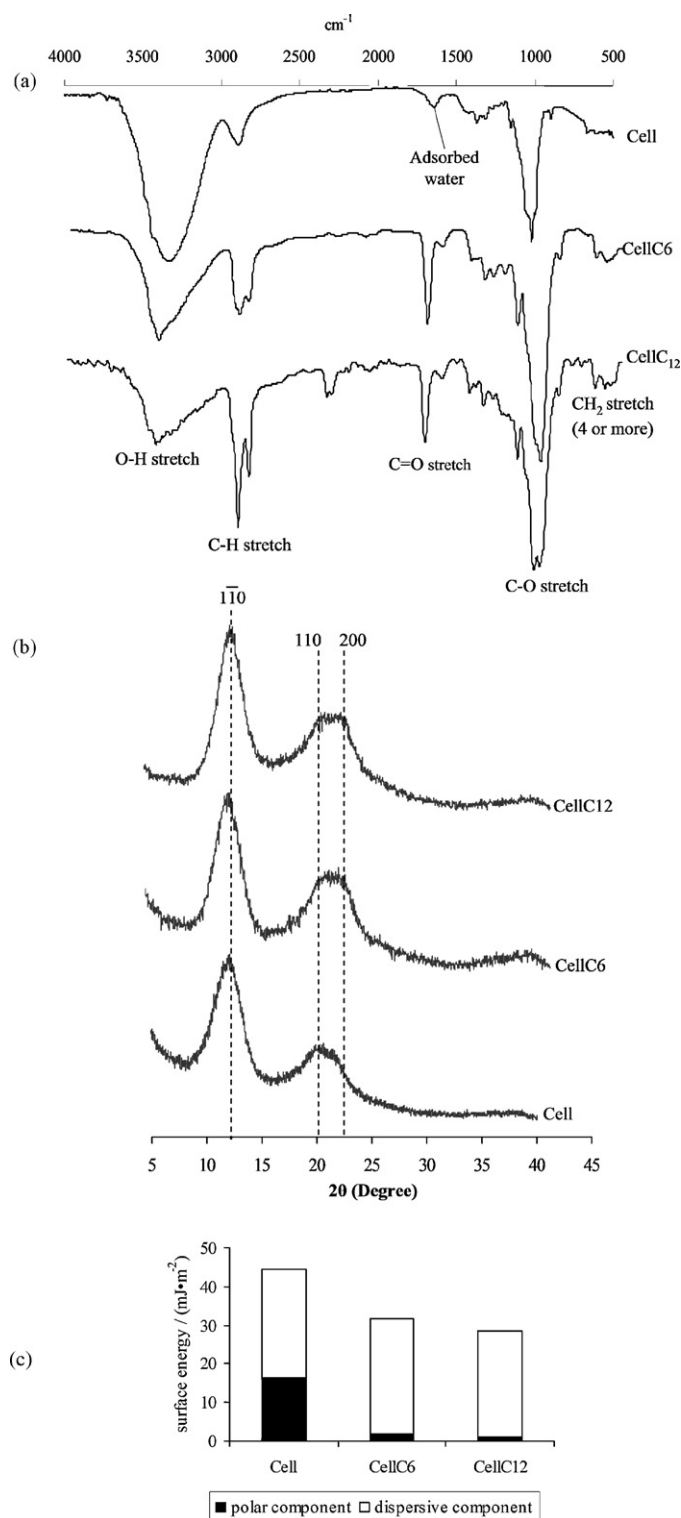 cm-1
(a)
4000 3000 2500 2000 1500 1000 500
Cell
Adsorbed
water
CellC6
CellC12
CH2 stretch
(4 or more)
O-H stretch
C=O stretch
C-H stretch
C-O stretch
(b)
11̅0
110 200
CellC12
CellC6
Cell
5 10 15 20 25 30 35 40 45
2θ (Degree)
(c)
surface energy / (mJ•m-2)
50
40
30
20
10
0
Cell CellC6 CellC12
■ polar component □ dispersive component